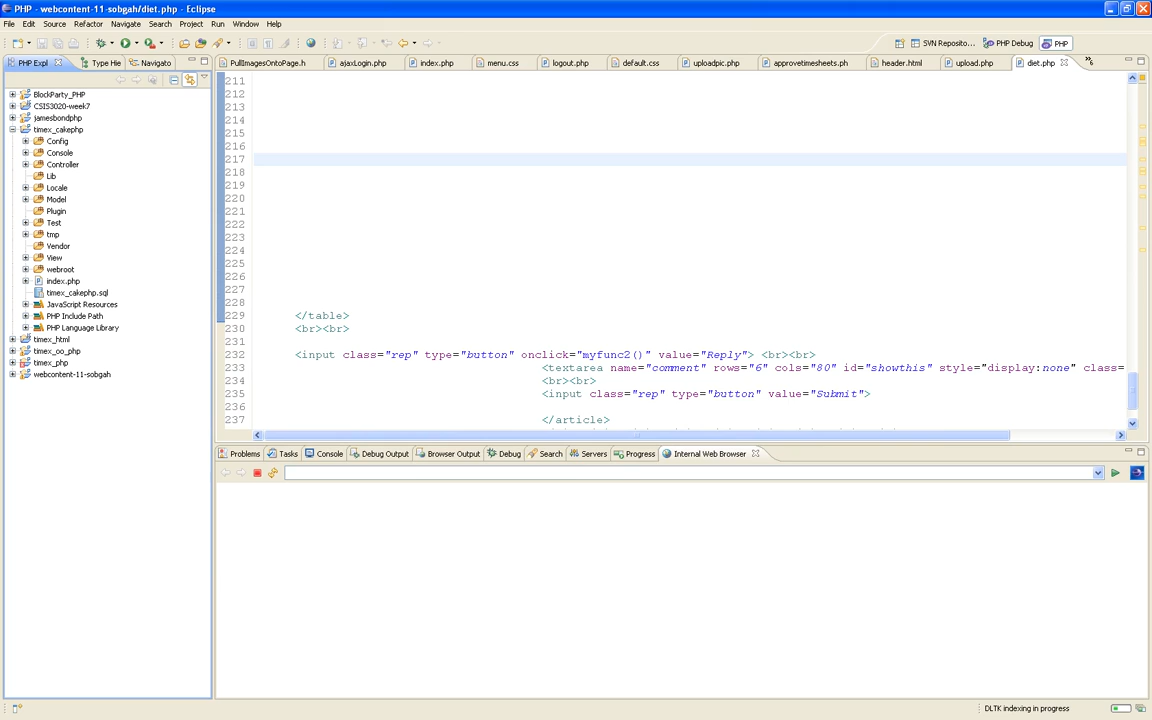 PHP - webcontent-11-sobgah/diet.php - Eclipse
File Edit Source Refactor Navigate Search Project Run Window Help
SVN Reposito... PHP Debug PHP
PHP Expl Type Hie Navigato
PullImagesOntoPage.h ajaxLogin.php index.php menu.css logout.php default.css uploadpic.php approvetimesheets.ph header.html upload.php diet.php
BlockParty_PHP
CSIS3020-week7
jamesbondphp
timex_cakephp
Config
Console
Controller
Lib
Locale
Model
Plugin
Test
tmp
Vendor
View
webroot
index.php
timex_cakephp.sql
JavaScript Resources
PHP Include Path
PHP Language Library
timex_html
timex_oo_php
timex_php
webcontent-11-sobgah
211
212
213
214
215
216
217
218
219
220
221
222
223
224
225
226
227
228
229 </table>
230 <br><br>
231
232 <input class="rep" type="button" onclick="myfunc2()" value="Reply"> <br><br>
233 <textarea name="comment" rows="6" cols="80" id="showthis" style="display:none" class=
234 <br><br>
235 <input class="rep" type="button" value="Submit">
236
237 </article>
Problems Tasks Console Debug Output Browser Output Debug Search Servers Progress Internal Web Browser
DLTK indexing in progress